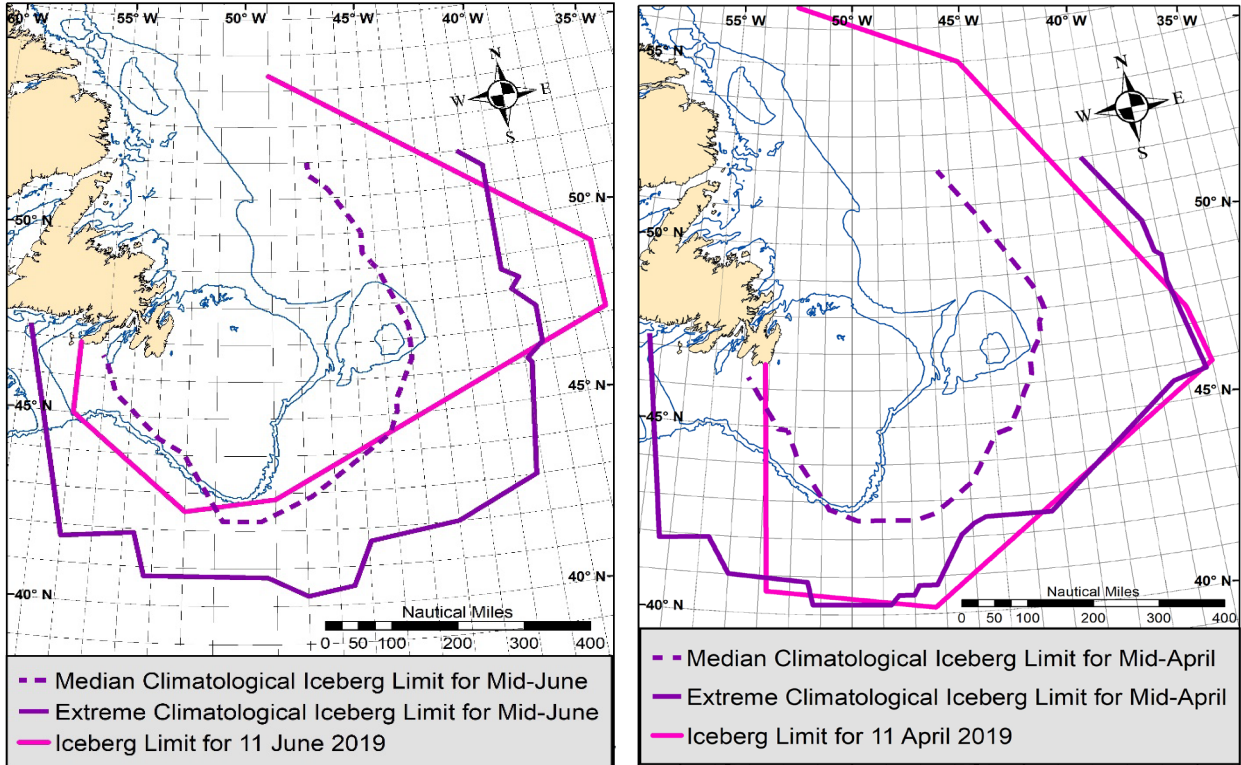 60° W 55° W 50° W 45° W 40° W 35° W
N
W E
S
50° N
45° N
40° N
40° N
45° N
50° N
Nautical Miles
0 50 100 200 300 400
Median Climatological Iceberg Limit for Mid-June
Extreme Climatological Iceberg Limit for Mid-June
Iceberg Limit for 11 June 2019
55° W 50° W 45° W 40° W 35° W
55° N
N
W E
S
50° N
45° N
40° N
50° N
45° N
40° N
Nautical Miles
0 50 100 200 300 400
Median Climatological Iceberg Limit for Mid-April
Extreme Climatological Iceberg Limit for Mid-April
Iceberg Limit for 11 April 2019